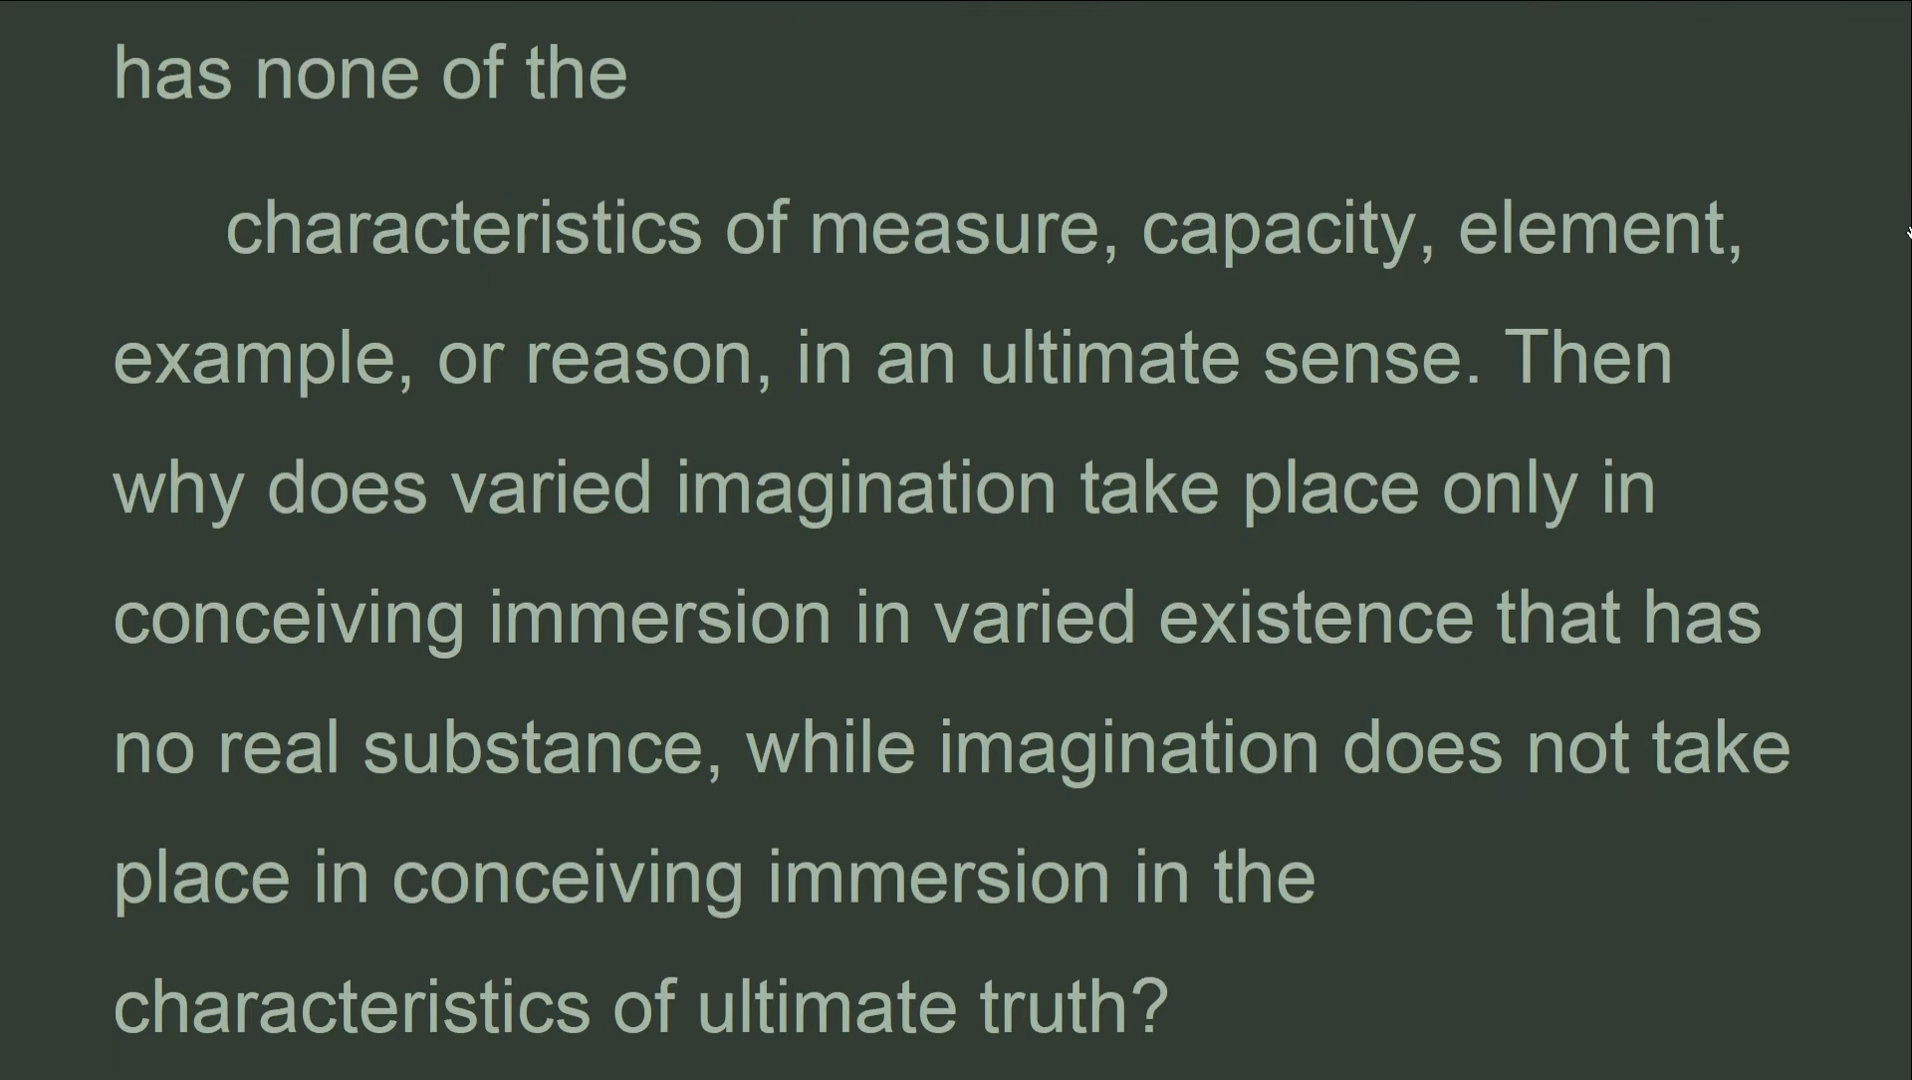 has none of the
characteristics of measure, capacity, element,
example, or reason, in an ultimate sense. Then
why does varied imagination take place only in
conceiving immersion in varied existence that has
no real substance, while imagination does not take
place in conceiving immersion in the
characteristics of ultimate truth?